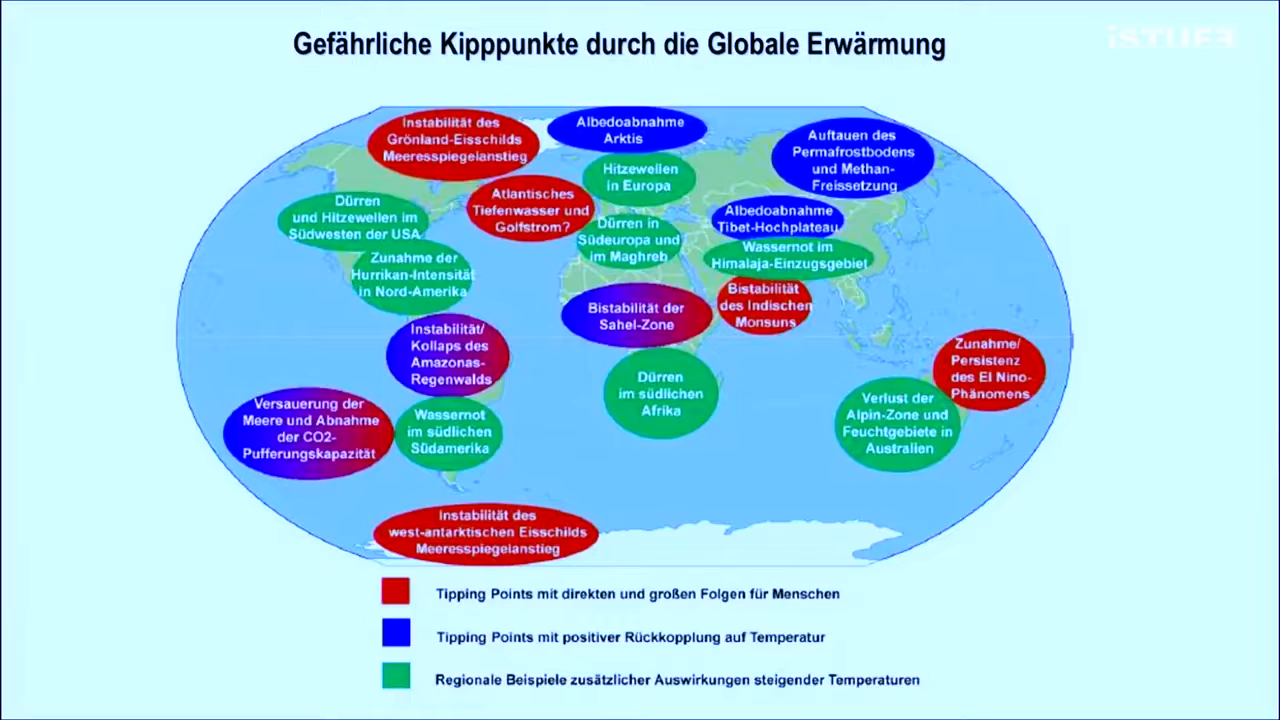 Gefährliche Kipppunkte durch die Globale Erwärmung
Instabilität des
Grönland-Eisschilds
Meeresspiegelanstieg
Albedoabnahme
Arktis
Auftauen des
Permafrostbodens
und Methan-
Freissetzung
Hitzewellen
in Europa
Atlantisches
Tiefenwasser und
Golfstrom?
Dürren
und Hitzewellen im
Südwesten der USA
Dürren in
Südeuropa und
im Maghreb
Albedoabnahme
Tibet-Hochplateau
Wassernot im
Himalaja-Einzugsgebiet
Zunahme der
Hurrikan-Intensität
in Nord-Amerika
Bistabilität der
Sahel-Zone
Bistabilität
des Indischen
Monsuns
Instabilität/
Kollaps des
Amazonas-
Regenwalds
Zunahme/
Persistenz
des El Nino-
Phänomens
Dürren
im südlichen
Afrika
Versauerung der
Meere und Abnahme
der CO2-
Pufferungskapazität
Wassernot
im südlichen
Südamerika
Verlust der
Alpin-Zone und
Feuchtgebiete in
Australien
Instabilität des
west-antarktischen Eisschilds
Meeresspiegelanstieg
Tipping Points mit direkten und großen Folgen für Menschen
Tipping Points mit positiver Rückkopplung auf Temperatur
Regionale Beispiele zusätzlicher Auswirkungen steigender Temperaturen